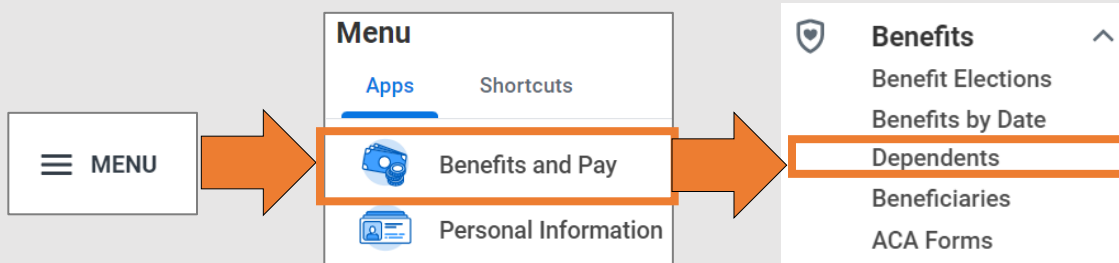 MENU
Menu
Apps Shortcuts
Benefits and Pay
Personal Information
Benefits
Benefit Elections
Benefits by Date
Dependents
Beneficiaries
ACA Forms